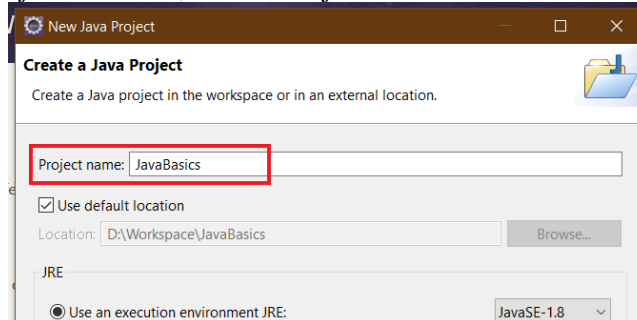 New Java Project
Create a Java Project
Create a Java project in the workspace or in an external location.
Project name: JavaBasics
Use default location
Location: D:\Workspace\JavaBasics Browse...
JRE
Use an execution environment JRE: JavaSE-1.8